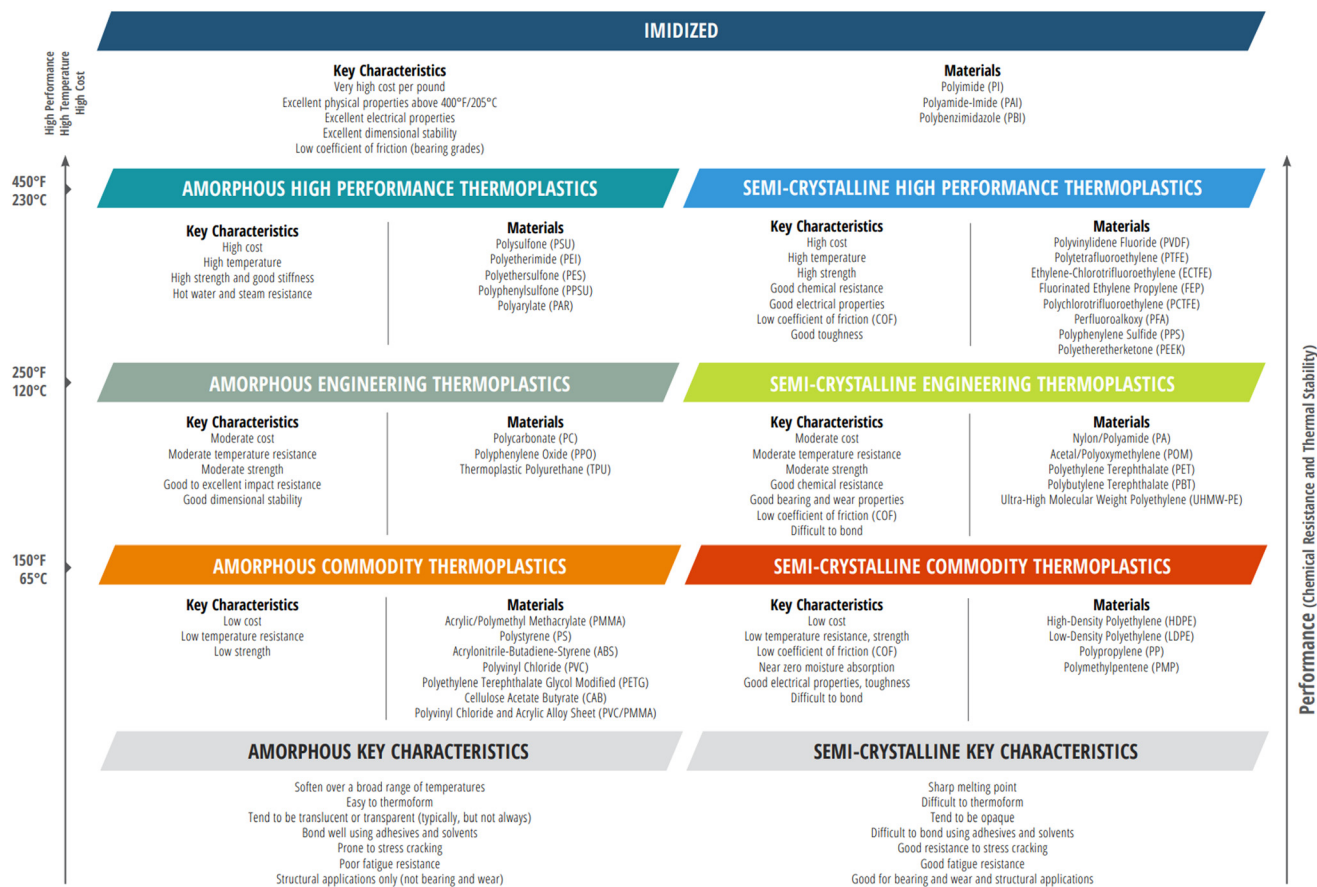 IMIDIZED
High Performance
High Temperature
High Cost
Key Characteristics
Very high cost per pound
Excellent physical properties above 400°F/205°C
Excellent electrical properties
Excellent dimensional stability
Low coefficient of friction (bearing grades)
Materials
Polyimide (PI)
Polyamide-Imide (PAI)
Polybenzimidazole (PBI)
450°F
230°C
AMORPHOUS HIGH PERFORMANCE THERMOPLASTICS
Key Characteristics
High cost
High temperature
High strength and good stiffness
Hot water and steam resistance
Materials
Polysulfone (PSU)
Polyetherimide (PEI)
Polyethersulfone (PES)
Polyphenylsulfone (PPSU)
Polyarylate (PAR)
SEMI-CRYSTALLINE HIGH PERFORMANCE THERMOPLASTICS
Key Characteristics
High cost
High temperature
High strength
Good chemical resistance
Good electrical properties
Low coefficient of friction (COF)
Good toughness
Materials
Polyvinylidene Fluoride (PVDF)
Polytetrafluoroethylene (PTFE)
Ethylene-Chlorotrifluoroethylene (ECTFE)
Fluorinated Ethylene Propylene (FEP)
Polychlorotrifluoroethylene (PCTFE)
Perfluoroalkoxy (PFA)
Polyphenylene Sulfide (PPS)
Polyetheretherketone (PEEK)
250°F
120°C
AMORPHOUS ENGINEERING THERMOPLASTICS
Key Characteristics
Moderate cost
Moderate temperature resistance
Moderate strength
Good to excellent impact resistance
Good dimensional stability
Materials
Polycarbonate (PC)
Polyphenylene Oxide (PPO)
Thermoplastic Polyurethane (TPU)
SEMI-CRYSTALLINE ENGINEERING THERMOPLASTICS
Key Characteristics
Moderate cost
Moderate temperature resistance
Moderate strength
Good chemical resistance
Good bearing and wear properties
Low coefficient of friction (COF)
Difficult to bond
Materials
Nylon/Polyamide (PA)
Acetal/Polyoxymethylene (POM)
Polyethylene Terephthalate (PET)
Polybutylene Terephthalate (PBT)
Ultra-High Molecular Weight Polyethylene (UHMW-PE)
150°F
65°C
AMORPHOUS COMMODITY THERMOPLASTICS
Key Characteristics
Low cost
Low temperature resistance
Low strength
Materials
Acrylic/Polymethyl Methacrylate (PMMA)
Polystyrene (PS)
Acrylonitrile-Butadiene-Styrene (ABS)
Polyvinyl Chloride (PVC)
Polyethylene Terephthalate Glycol Modified (PETG)
Cellulose Acetate Butyrate (CAB)
Polyvinyl Chloride and Acrylic Alloy Sheet (PVC/PMMA)
SEMI-CRYSTALLINE COMMODITY THERMOPLASTICS
Key Characteristics
Low cost
Low temperature resistance, strength
Low coefficient of friction (COF)
Near zero moisture absorption
Good electrical properties, toughness
Difficult to bond
Materials
High-Density Polyethylene (HDPE)
Low-Density Polyethylene (LDPE)
Polypropylene (PP)
Polymethylpentene (PMP)
AMORPHOUS KEY CHARACTERISTICS
Soften over a broad range of temperatures
Easy to thermoform
Tend to be translucent or transparent (typically, but not always)
Bond well using adhesives and solvents
Prone to stress cracking
Poor fatigue resistance
Structural applications only (not bearing and wear)
SEMI-CRYSTALLINE KEY CHARACTERISTICS
Sharp melting point
Difficult to thermoform
Tend to be opaque
Difficult to bond using adhesives and solvents
Good resistance to stress cracking
Good fatigue resistance
Good for bearing and wear and structural applications
Performance (Chemical Resistance and Thermal Stability)